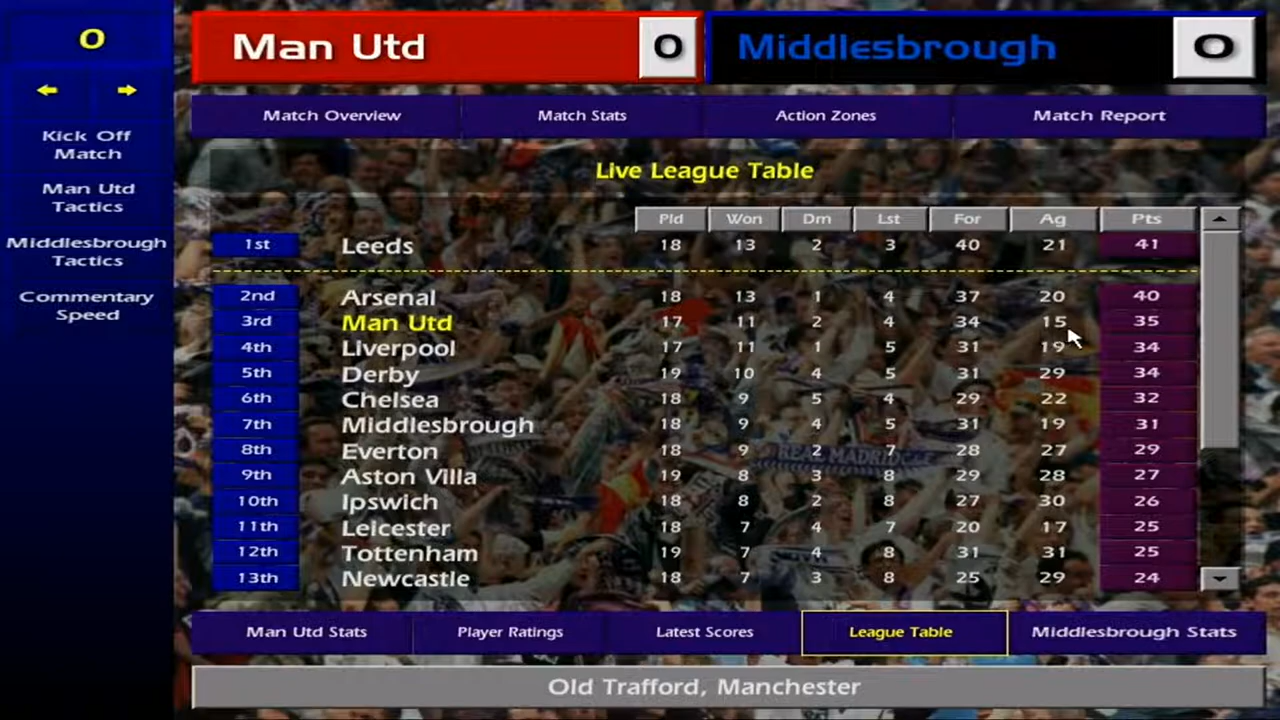 0
Man Utd 0 Middlesbrough 0
Kick Off
Match
Man Utd
Tactics
Middlesbrough
Tactics
Commentary
Speed
Match Overview Match Stats Action Zones Match Report
Live League Table
Pld Won Drn Lst For Ag Pts
1st Leeds 18 13 2 3 40 21 41
2nd Arsenal 18 13 1 4 37 20 40
3rd Man Utd 17 11 2 4 34 15 35
4th Liverpool 17 11 1 5 31 19 34
5th Derby 19 10 4 5 31 29 34
6th Chelsea 18 9 5 4 29 22 32
7th Middlesbrough 18 9 4 5 31 19 31
8th Everton 18 9 2 7 28 27 29
9th Aston Villa 19 8 3 8 29 28 27
10th Ipswich 18 8 2 8 27 30 26
11th Leicester 18 7 4 7 20 17 25
12th Tottenham 19 7 4 8 31 31 25
13th Newcastle 18 7 3 8 25 29 24
REAL MADRID
Man Utd Stats Player Ratings Latest Scores League Table Middlesbrough Stats
Old Trafford, Manchester